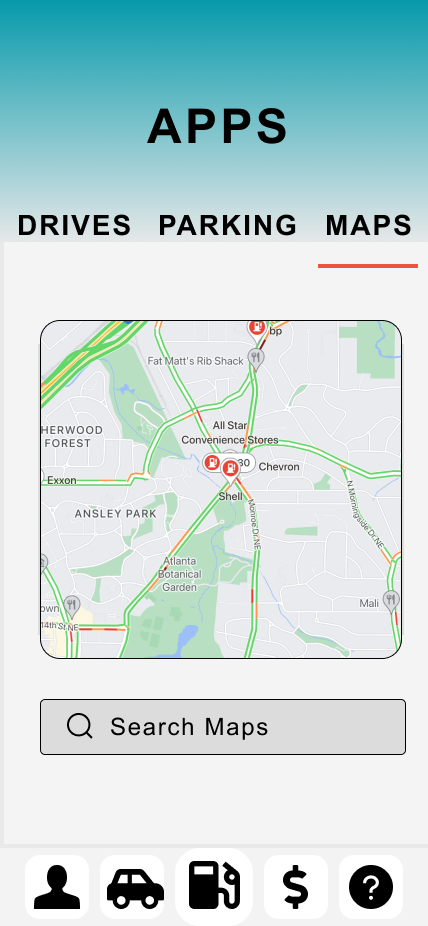 APPS
DRIVES PARKING MAPS
bp
Fat Matt's Rib Shack
All Star
Convenience Stores
HERWOOD
FOREST
80
Chevron
Exxon
Shell
N Morningside Dr NE
Monroe Dr NE
ANSLEY PARK
Atlanta
Botanical
Garden
own
Mali
14th St NE
Search Maps
$
?